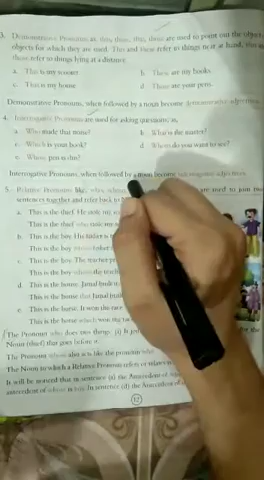 3. Demonstrative Pronouns as, this, those, that, these are used to point out the object
objects for which they are used. This and these refer to things near at hand,
those refer to things lying at a distance.
a. This is my scooter. b. These are my books.
c. This is my house d. These are your pens.
Demonstrative Pronouns, when followed by a noun become demonstrative adjectives
4. Interrogative Pronouns are used for asking questions as,
a. Who made that noise? b. What is the matter?
c. Which is your book? d. Whom do you want to see?
e. Whose pen is this?
Interrogative Pronouns, when followed by a noun become interrogative adjectives.
5. Relative Pronouns like, who, whose are used to join two
sentences together and refer back to
a. This is the thief. He stole my
This is the thief who stole my
b. This is the boy. His father is
This is the boy whose father
c. This is the boy. The teacher
This is the boy whom the teacher
d. This is the house. Jamal built it
This is the house that Jamal built
e. This is the horse. It won the race
This is the horse which won the
The Pronoun who does two things. (i) It for the
Noun (thief) that goes before it.
The Pronoun whose also is like the pronoun who
The Noun to which a Relative Pronoun refers or relates
It will be noticed that in sentence (a) the Antecedent of who
antecedent of whose is boy. In sentence (d) the Antecedent of
12